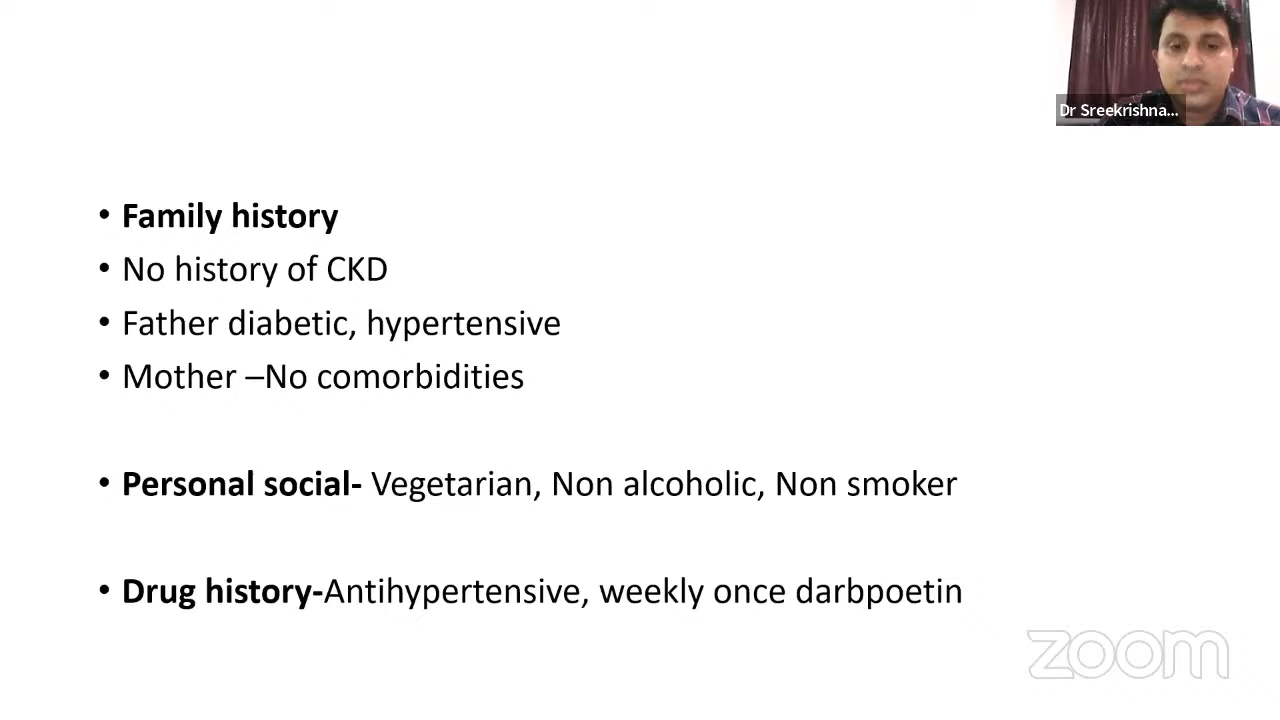 Dr Sreekrishna...
• Family history
• No history of CKD
• Father diabetic, hypertensive
• Mother –No comorbidities
• Personal social- Vegetarian, Non alcoholic, Non smoker
• Drug history-Antihypertensive, weekly once darbpoetin
zoom